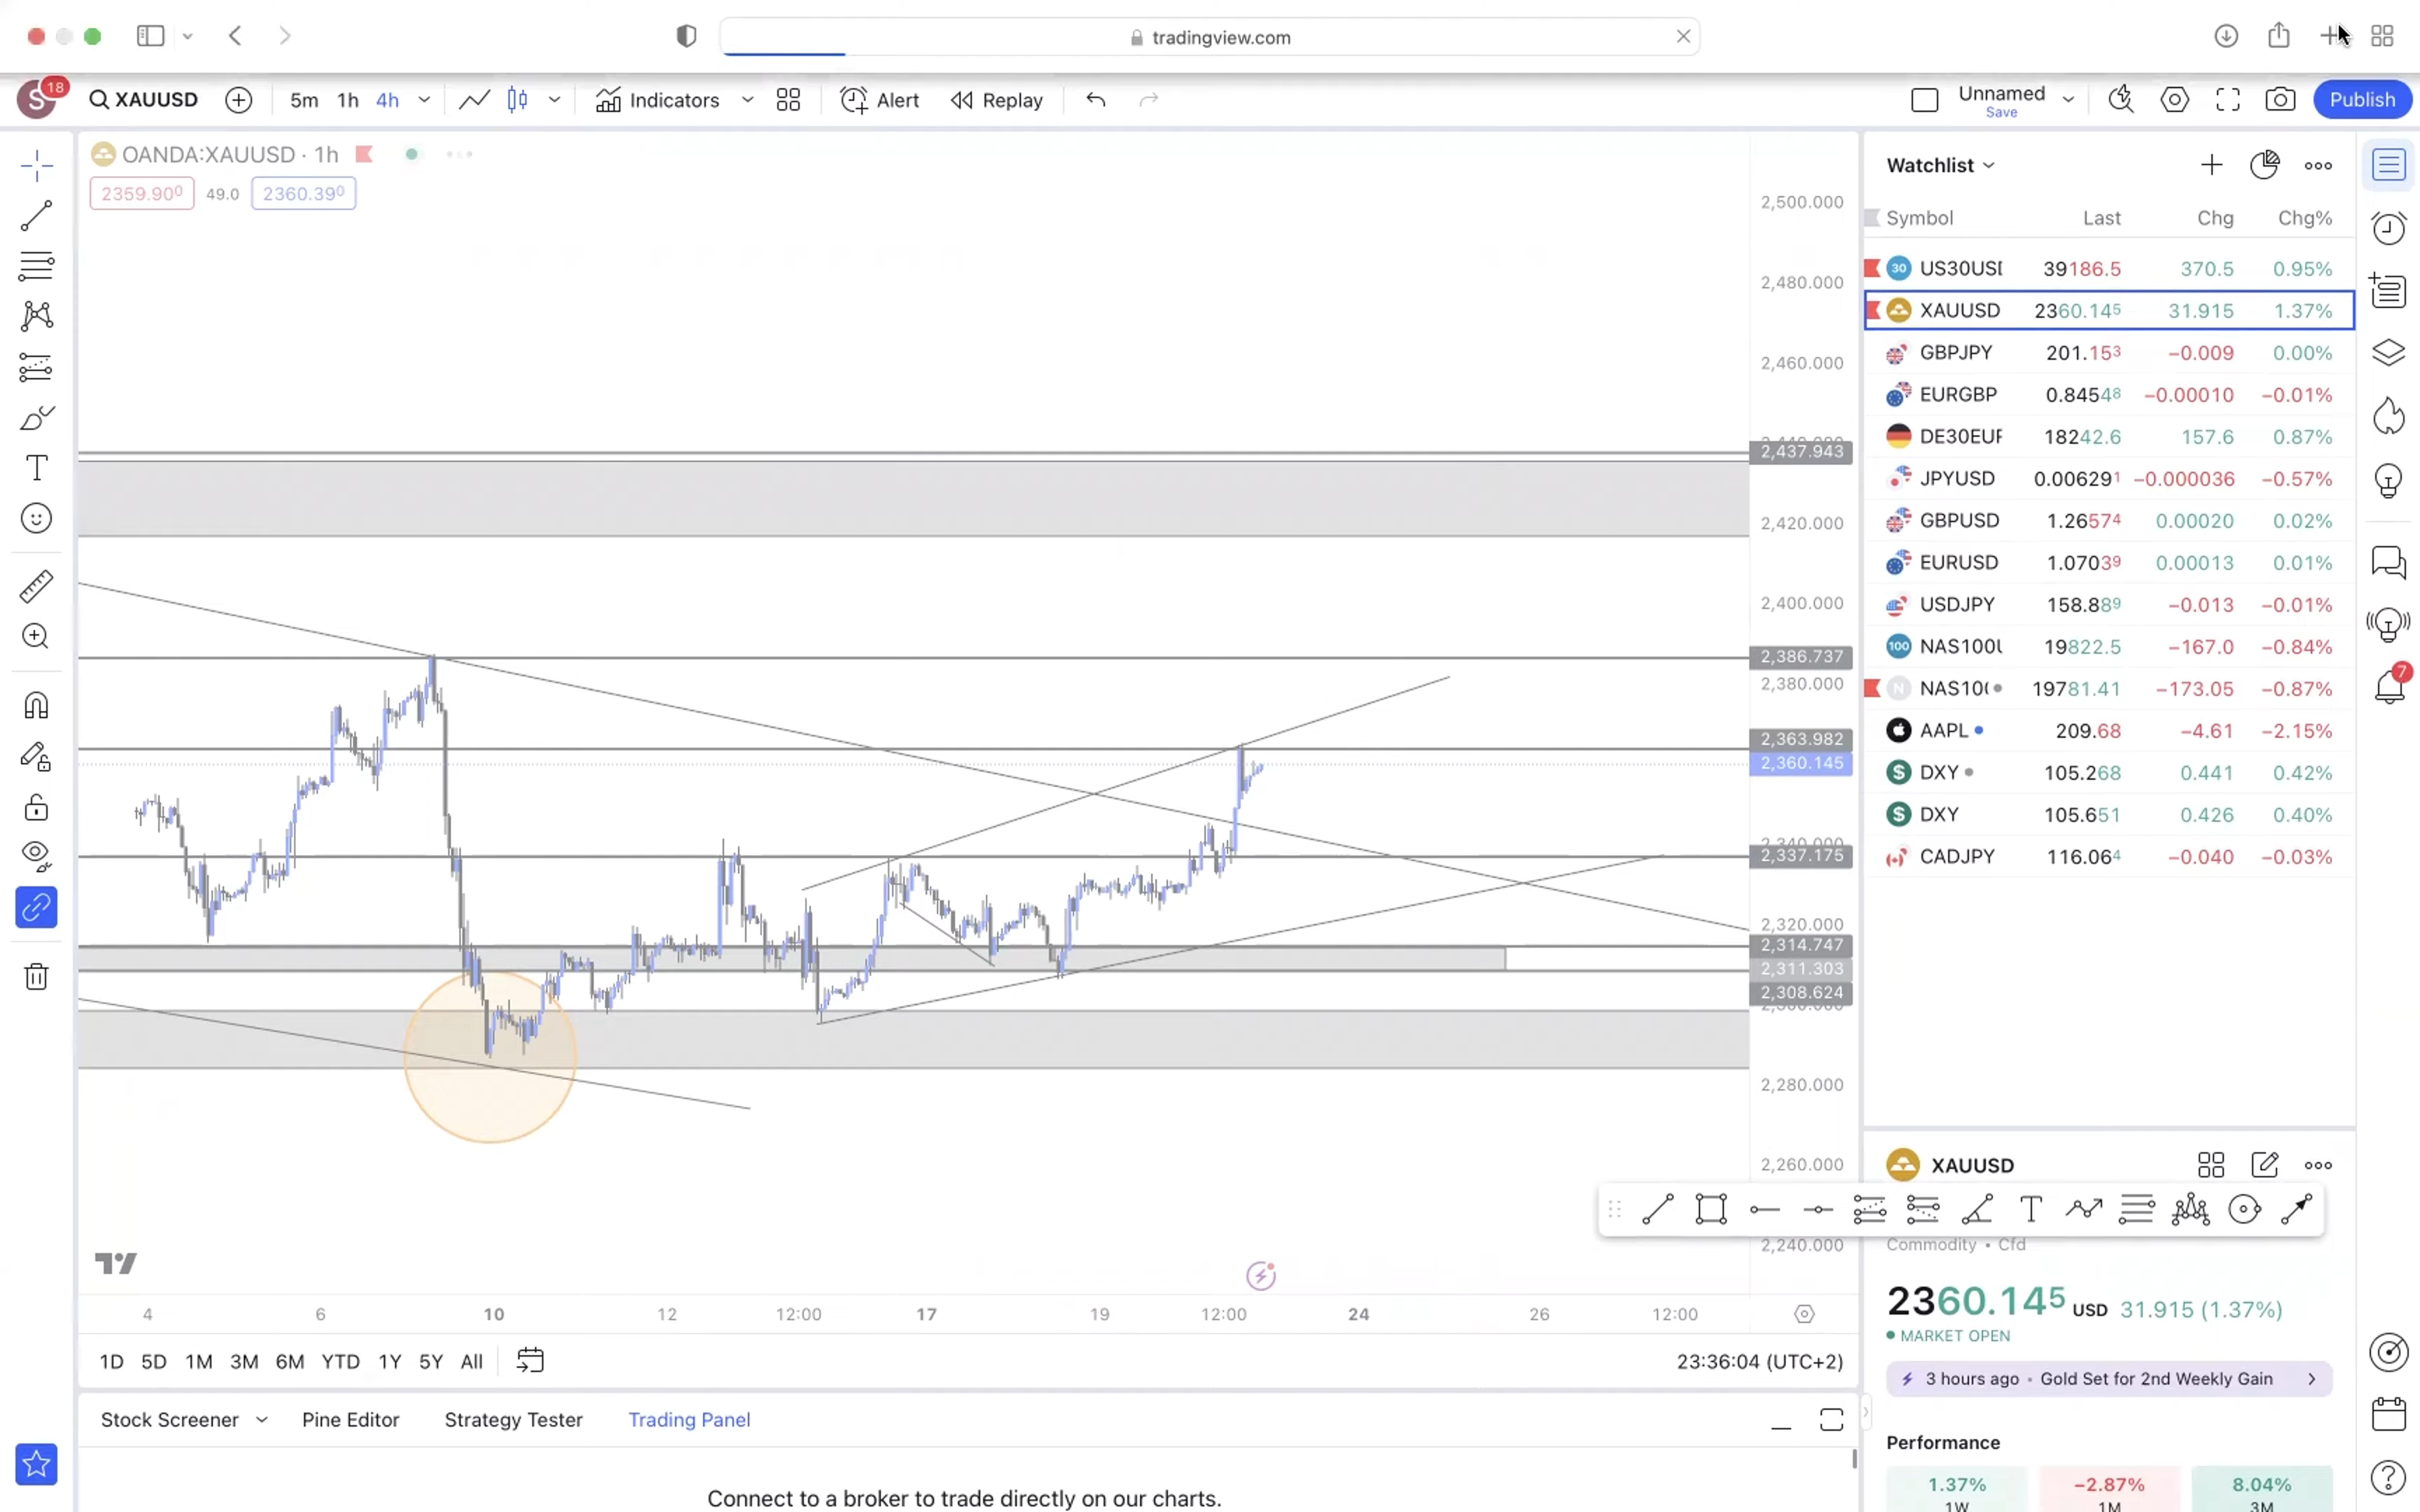 tradingview.com
S 18 XAUUSD 5m 1h 4h Indicators Alert Replay Unnamed Save Publish
OANDA:XAUUSD · 1h
2359.90⁰ 49.0 2360.39⁰
2,500.000
2,480.000
2,460.000
2,437.943
2,420.000
2,400.000
2,386.737
2,380.000
2,363.982
2,360.145
2,340.000
2,337.175
2,320.000
2,314.747
2,311.303
2,308.624
2,280.000
2,260.000
2,240.000
4 6 10 12 12:00 17 19 12:00 24 26 12:00
1D 5D 1M 3M 6M YTD 1Y 5Y All 23:36:04 (UTC+2)
Stock Screener Pine Editor Strategy Tester Trading Panel
Connect to a broker to trade directly on our charts.
Watchlist
Symbol Last Chg Chg%
30 US30USD 39186.5 370.5 0.95%
XAUUSD 2360.14⁵ 31.915 1.37%
GBPJPY 201.15³ −0.009 0.00%
EURGBP 0.8454⁸ −0.00010 −0.01%
DE30EUR 18242.6 157.6 0.87%
JPYUSD 0.00629¹ −0.000036 −0.57%
GBPUSD 1.2657⁴ 0.00020 0.02%
EURUSD 1.0703⁹ 0.00013 0.01%
USDJPY 158.88⁹ −0.013 −0.01%
100 NAS100U 19822.5 −167.0 −0.84%
N NAS100 19781.41 −173.05 −0.87%
AAPL 209.68 −4.61 −2.15%
$ DXY 105.268 0.441 0.42%
$ DXY 105.651 0.426 0.40%
CADJPY 116.06⁴ −0.040 −0.03%
7
XAUUSD
Commodity • Cfd
2360.14⁵ USD 31.915 (1.37%)
MARKET OPEN
3 hours ago • Gold Set for 2nd Weekly Gain
Performance
1.37% −2.87% 8.04%
1W 1M 3M